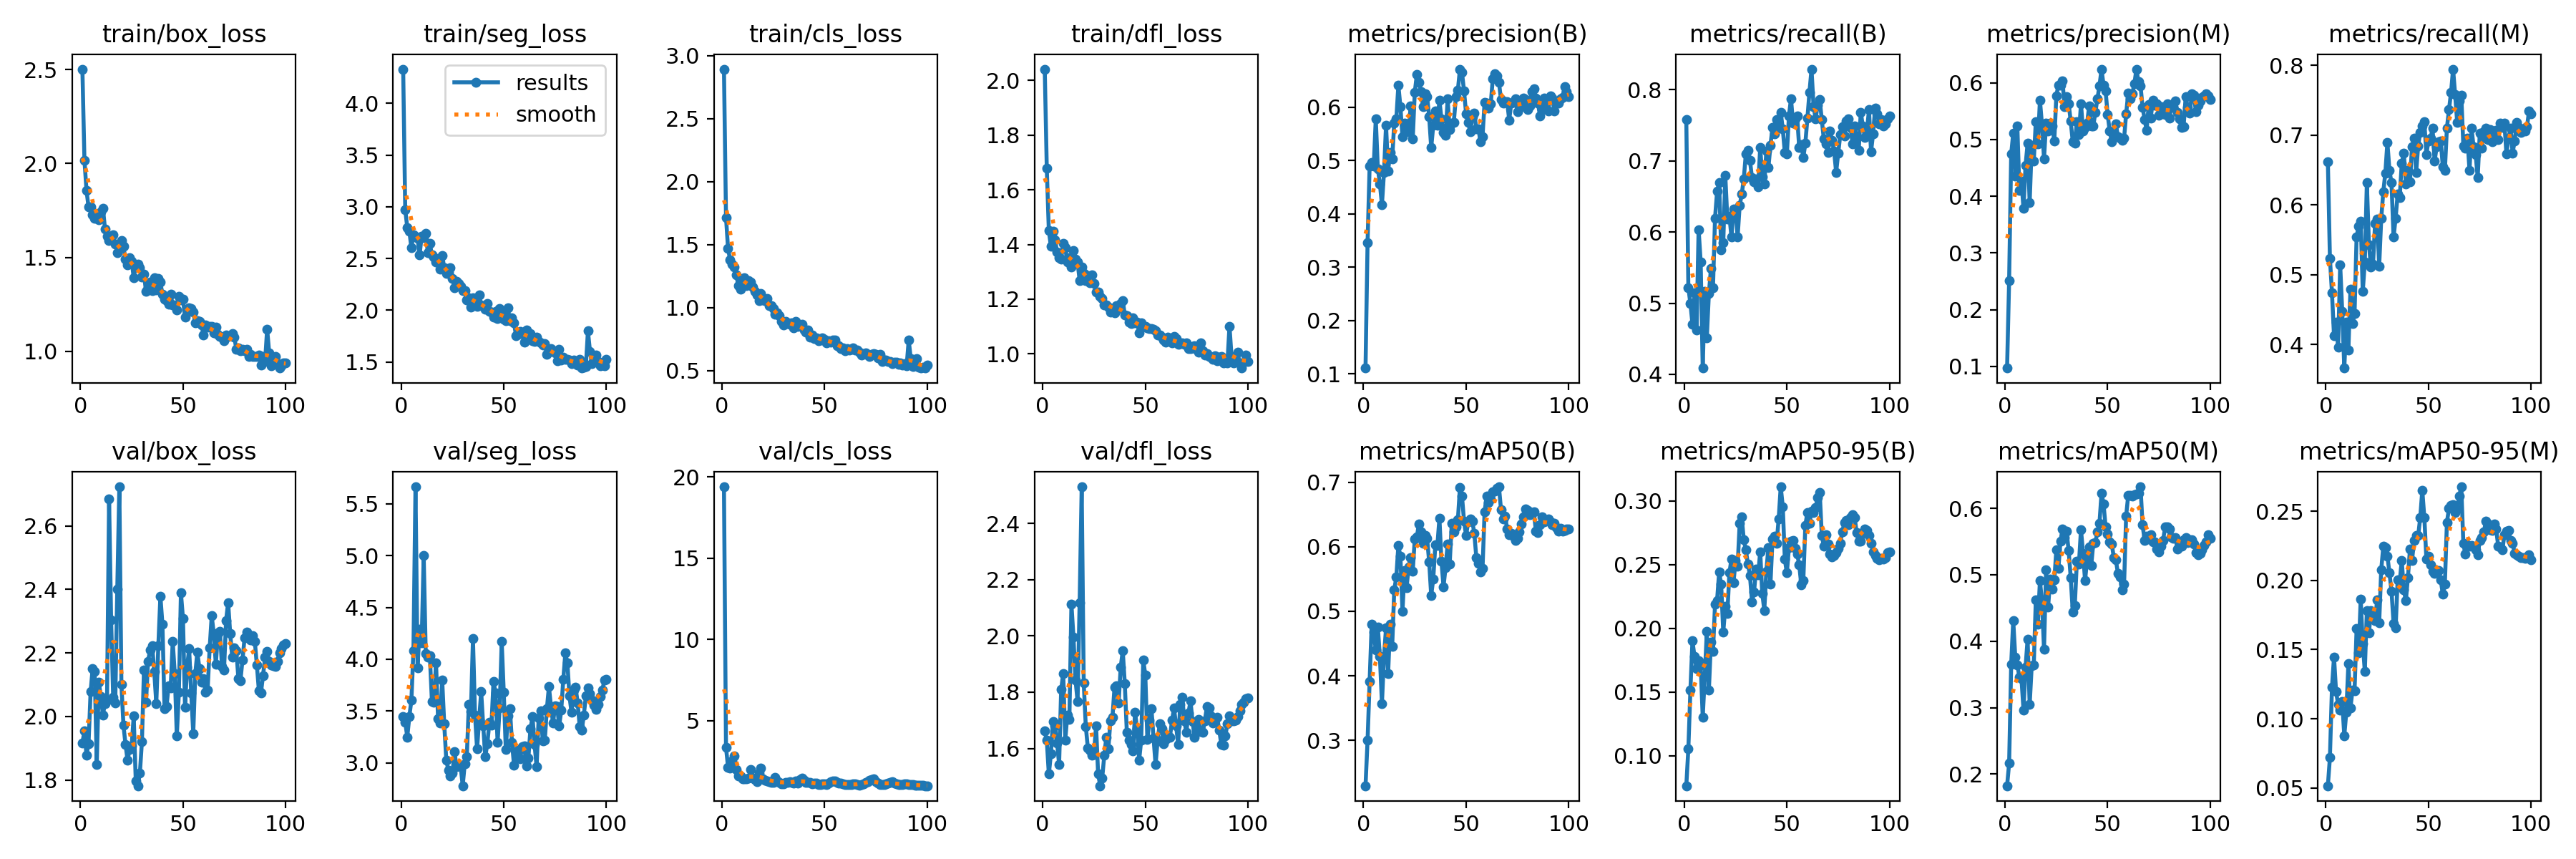 train/box_loss
2.5
2.0
1.5
1.0
0 50 100
train/seg_loss
results
smooth
4.0
3.5
3.0
2.5
2.0
1.5
0 50 100
train/cls_loss
3.0
2.5
2.0
1.5
1.0
0.5
0 50 100
train/dfl_loss
2.0
1.8
1.6
1.4
1.2
1.0
0 50 100
metrics/precision(B)
0.6
0.5
0.4
0.3
0.2
0.1
0 50 100
metrics/recall(B)
0.8
0.7
0.6
0.5
0.4
0 50 100
metrics/precision(M)
0.6
0.5
0.4
0.3
0.2
0.1
0 50 100
metrics/recall(M)
0.8
0.7
0.6
0.5
0.4
0 50 100
val/box_loss
2.6
2.4
2.2
2.0
1.8
0 50 100
val/seg_loss
5.5
5.0
4.5
4.0
3.5
3.0
0 50 100
val/cls_loss
20
15
10
5
0 50 100
val/dfl_loss
2.4
2.2
2.0
1.8
1.6
0 50 100
metrics/mAP50(B)
0.7
0.6
0.5
0.4
0.3
0 50 100
metrics/mAP50-95(B)
0.30
0.25
0.20
0.15
0.10
0 50 100
metrics/mAP50(M)
0.6
0.5
0.4
0.3
0.2
0 50 100
metrics/mAP50-95(M)
0.25
0.20
0.15
0.10
0.05
0 50 100